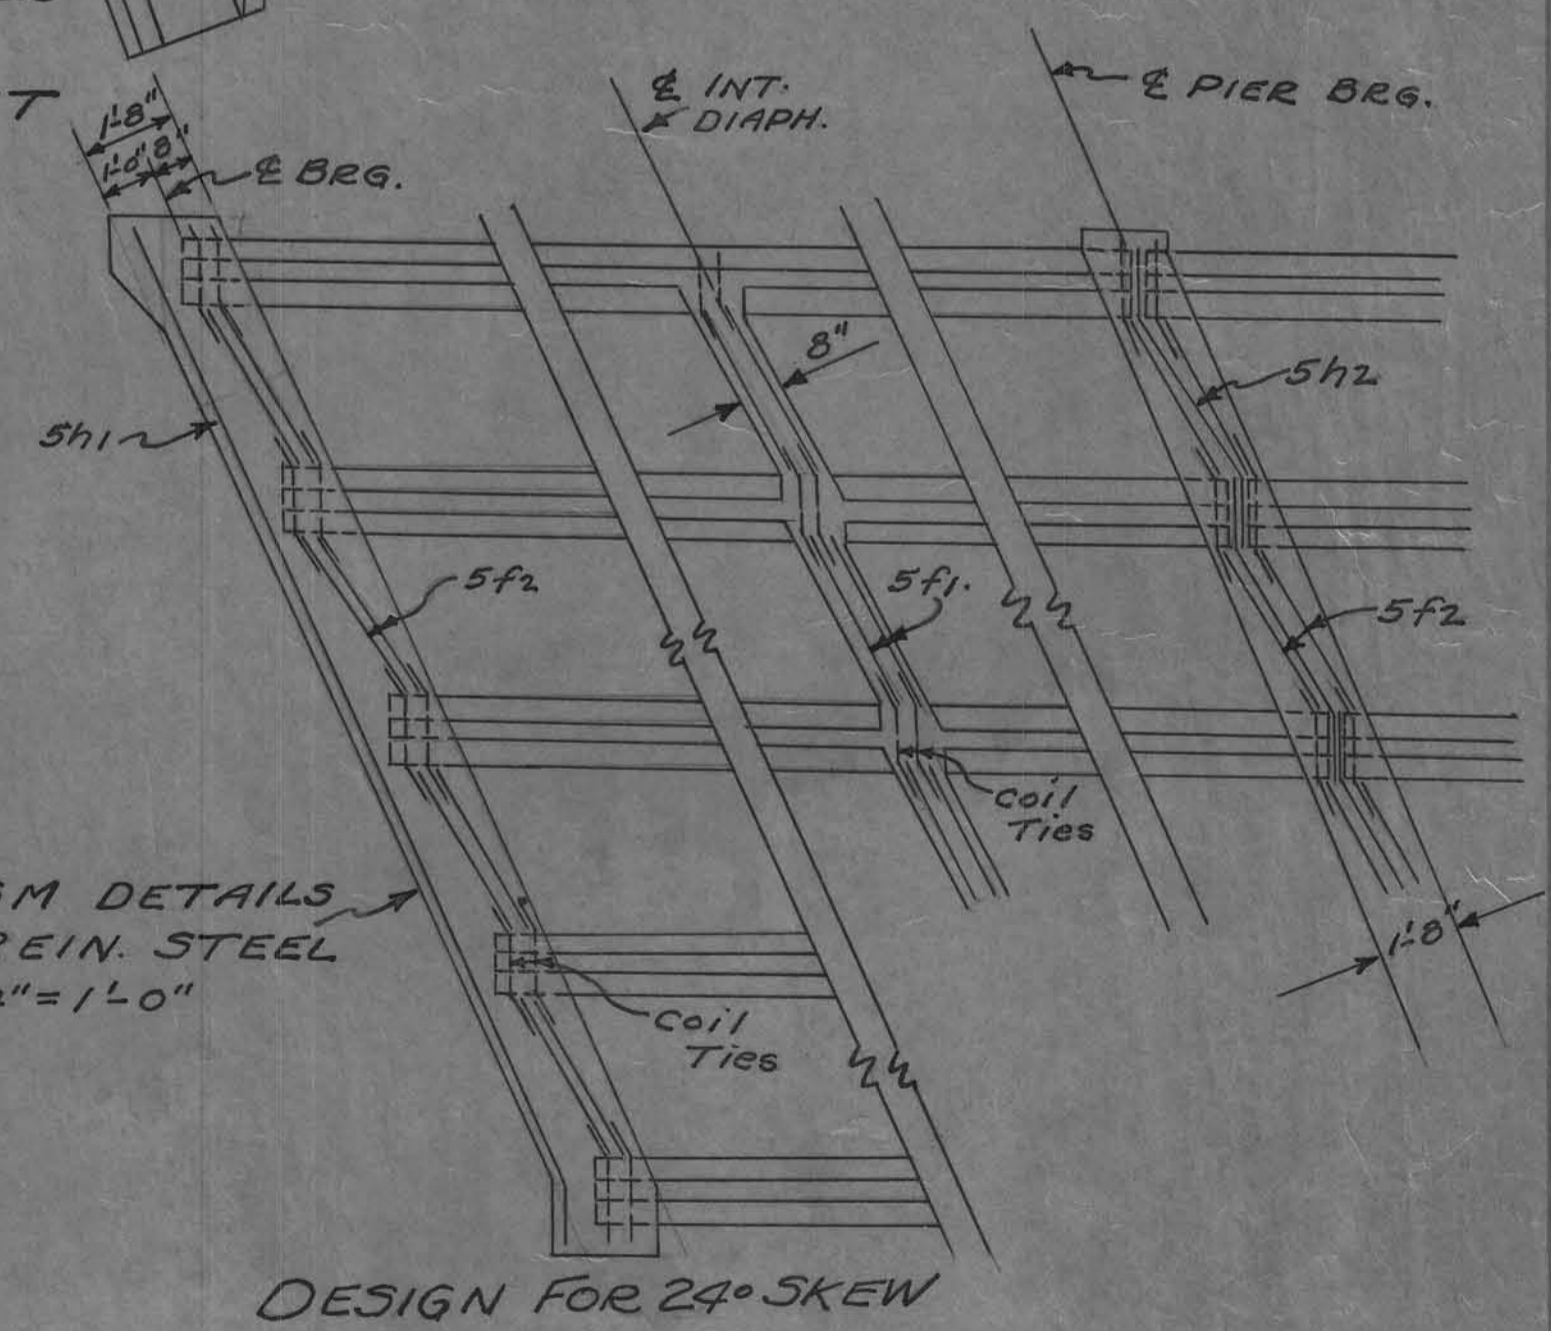 T
1'-8"
1'-0"
8"
℄ BRG.
℄ INT.
DIAPH.
℄ PIER BRG.
8"
5h2
5h1
5f2
5f1.
5f2
Coil
Ties
DETAILS
REIN. STEEL
"=1'-0"
1'-8"
Coil
Ties
DESIGN FOR 24° SKEW